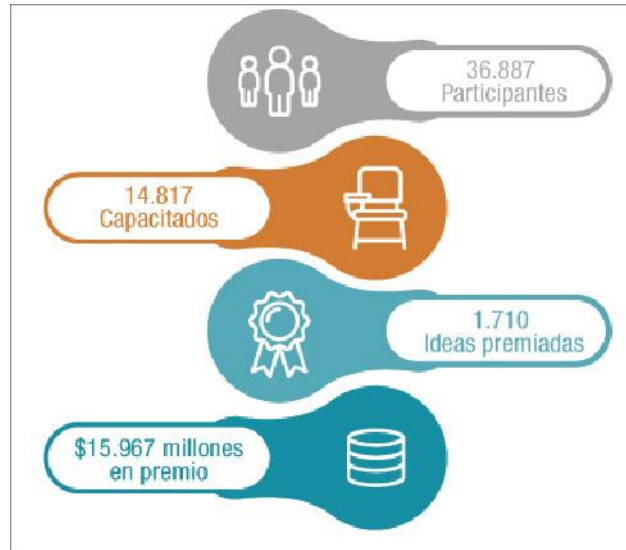 36.887
Participantes
14.817
Capacitados
1.710
Ideas premiadas
$15.967 millones
en premio